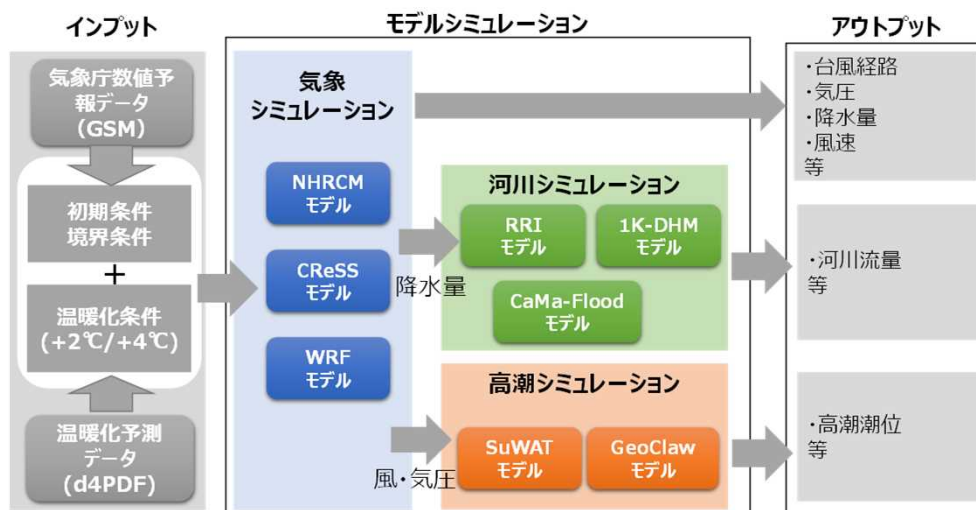 インプット
気象庁数値予
報データ
(GSM)
初期条件
境界条件
+
温暖化条件
(+2℃/+4℃)
温暖化予測
データ
(d4PDF)
モデルシミュレーション
気象
シミュレーション
NHRCM
モデル
CReSS
モデル
WRF
モデル
降水量
風・気圧
河川シミュレーション
RRI
モデル
1K-DHM
モデル
CaMa-Flood
モデル
高潮シミュレーション
SuWAT
モデル
GeoClaw
モデル
アウトプット
・台風経路
・気圧
・降水量
・風速
等
・河川流量
等
・高潮潮位
等